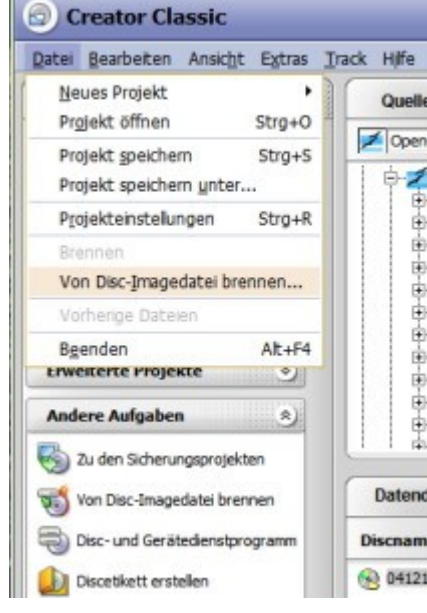 Creator Classic
Datei Bearbeiten Ansicht Extras Track Hilfe
Neues Projekt
Projekt öffnen Strg+O
Projekt speichern Strg+S
Projekt speichern unter...
Projekteinstellungen Strg+R
Brennen
Von Disc-Imagedatei brennen...
Vorherige Dateien
Beenden Alt+F4
Erweiterte Projekte
Andere Aufgaben
Zu den Sicherungsprojekten
Von Disc-Imagedatei brennen
Disc- und Gerätedienstprogramm
Discetikett erstellen
Quelle
Open
Datend
Discnam
04121